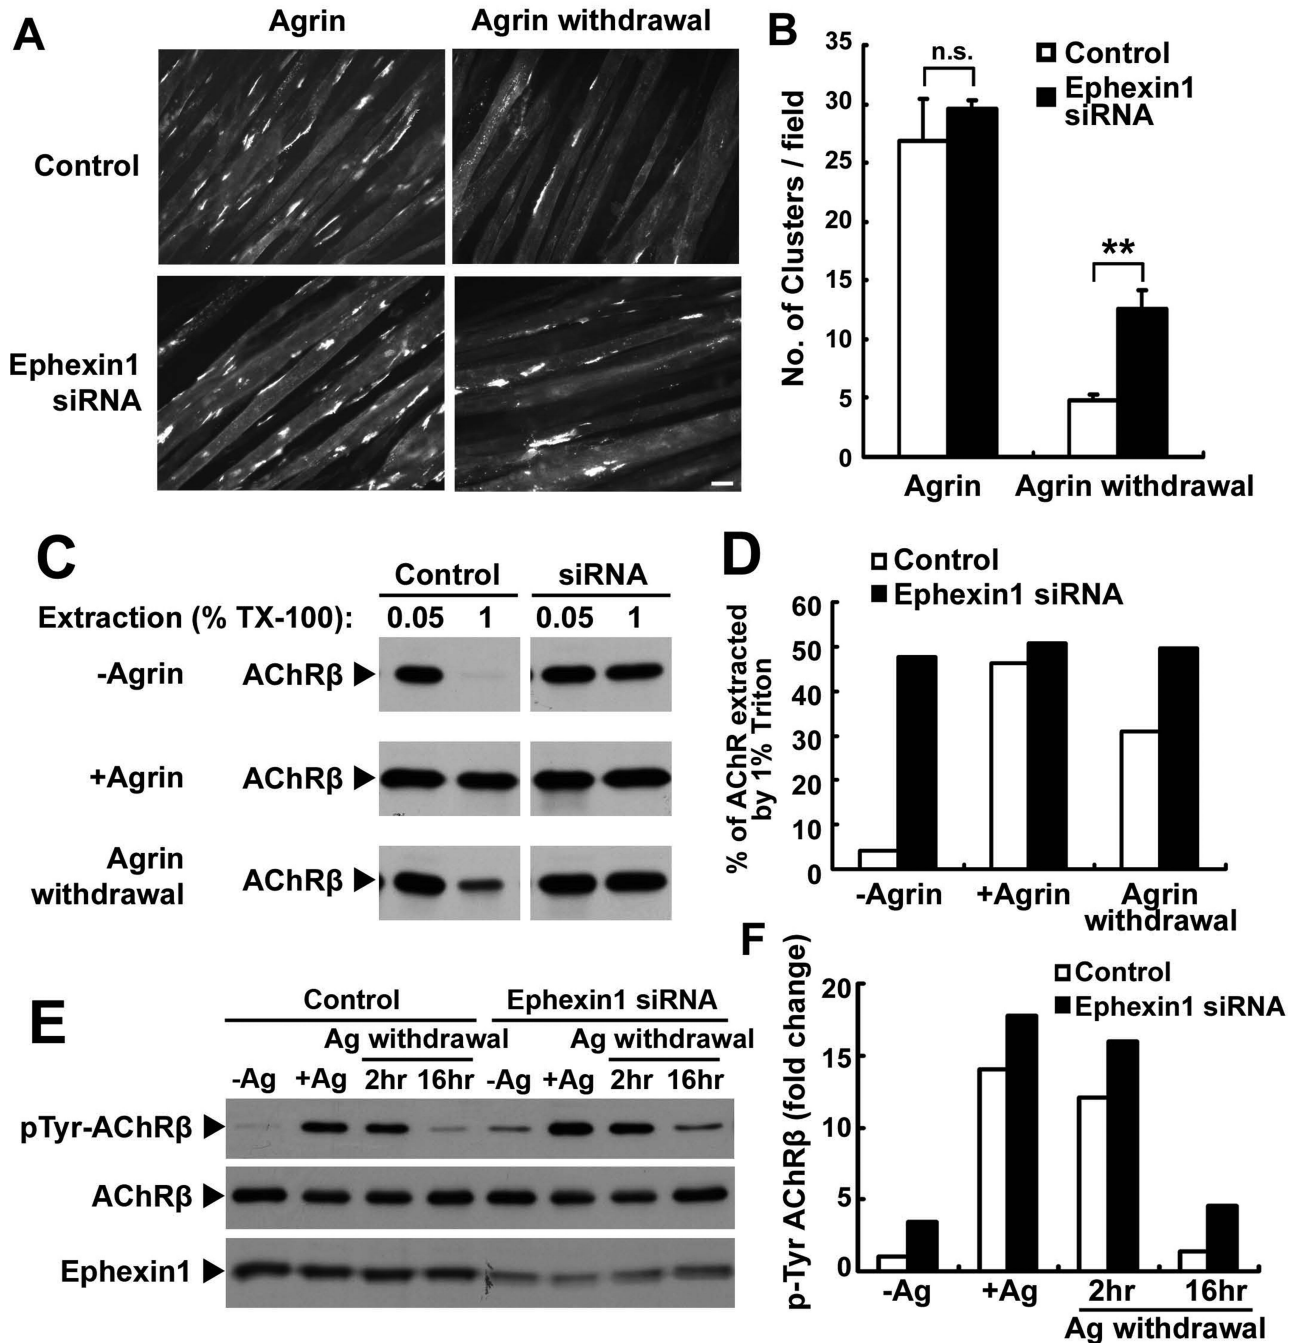 A
Agrin
Agrin withdrawal
Control
Ephexin1
siRNA
B
No. of Clusters / field
35
30
25
20
15
10
5
0
n.s.
**
Control
Ephexin1
siRNA
Agrin
Agrin withdrawal
C
Control
siRNA
Extraction (% TX-100):
0.05
1
0.05
1
-Agrin
AChRβ
+Agrin
AChRβ
Agrin
withdrawal
AChRβ
D
Control
Ephexin1 siRNA
% of AChR extracted
by 1% Triton
60
50
40
30
20
10
0
-Agrin
+Agrin
Agrin
withdrawal
E
Control
Ephexin1 siRNA
Ag withdrawal
Ag withdrawal
-Ag
+Ag
2hr
16hr
-Ag
+Ag
2hr
16hr
pTyr-AChRβ
AChRβ
Ephexin1
F
Control
Ephexin1 siRNA
p-Tyr AChRβ (fold change)
20
15
10
5
0
-Ag
+Ag
2hr
16hr
Ag withdrawal